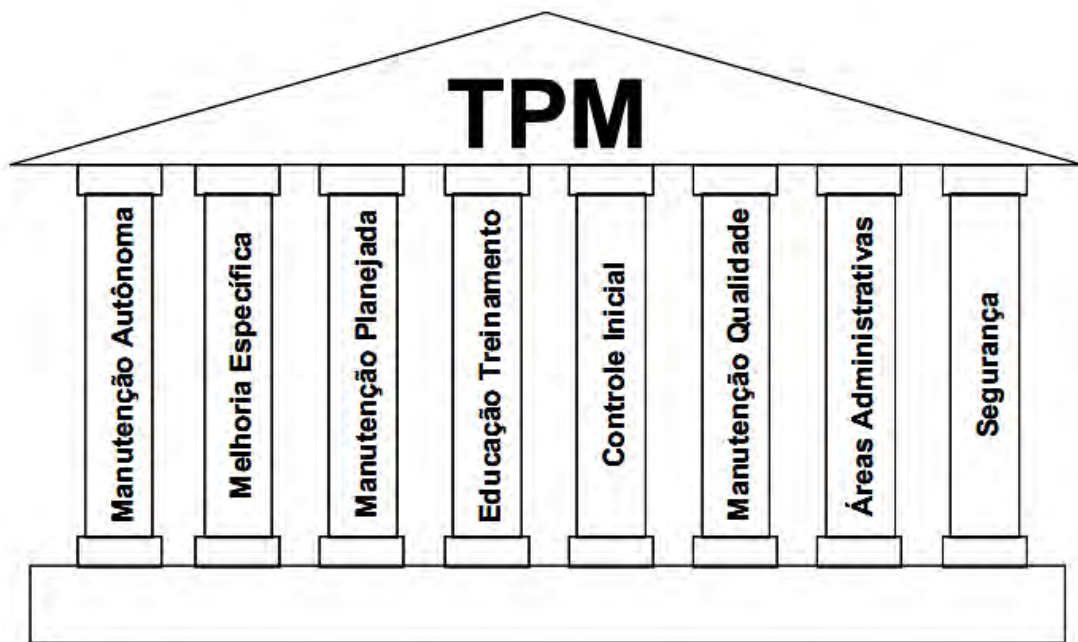 TPM
Manutenção Autônoma
Melhoria Específica
Manutenção Planejada
Educação Treinamento
Controle Inicial
Manutenção Qualidade
Áreas Administrativas
Segurança